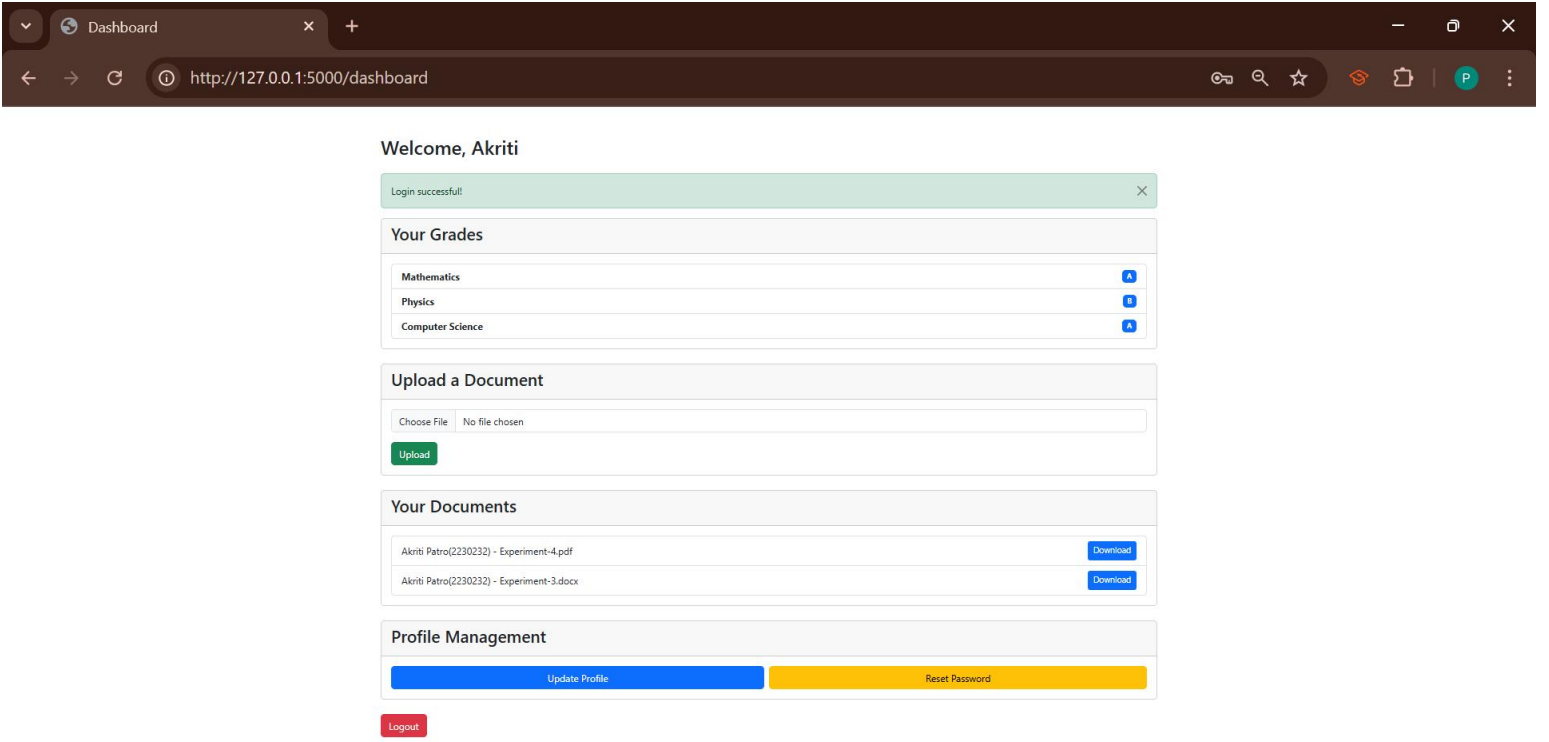 Dashboard
http://127.0.0.1:5000/dashboard
P
Welcome, Akriti
Login successful!
Your Grades
Mathematics A
Physics B
Computer Science A
Upload a Document
Choose File No file chosen
Upload
Your Documents
Akriti Patro(2230232) - Experiment-4.pdf Download
Akriti Patro(2230232) - Experiment-3.docx Download
Profile Management
Update Profile Reset Password
Logout